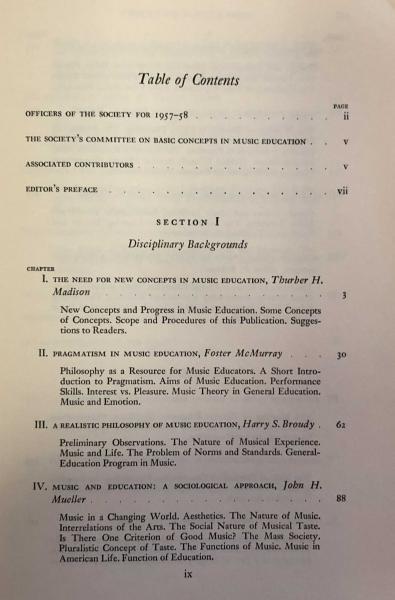 Table of Contents
PAGE
OFFICERS OF THE SOCIETY FOR 1957–58 . . . . . . . . . . ii
THE SOCIETY'S COMMITTEE ON BASIC CONCEPTS IN MUSIC EDUCATION . . v
ASSOCIATED CONTRIBUTORS . . . . . . . . . . . . . . v
EDITOR'S PREFACE . . . . . . . . . . . . . . . . vii
SECTION I
Disciplinary Backgrounds
CHAPTER
I. THE NEED FOR NEW CONCEPTS IN MUSIC EDUCATION, Thurber H.
Madison . . . . . . . . . . . . . . . . 3
New Concepts and Progress in Music Education. Some Concepts
of Concepts. Scope and Procedures of this Publication. Sugges-
tions to Readers.
II. PRAGMATISM IN MUSIC EDUCATION, Foster McMurray . . . 30
Philosophy as a Resource for Music Educators. A Short Intro-
duction to Pragmatism. Aims of Music Education. Performance
Skills. Interest vs. Pleasure. Music Theory in General Education.
Music and Emotion.
III. A REALISTIC PHILOSOPHY OF MUSIC EDUCATION, Harry S. Broudy . 62
Preliminary Observations. The Nature of Musical Experience.
Music and Life. The Problem of Norms and Standards. General-
Education Program in Music.
IV. MUSIC AND EDUCATION: A SOCIOLOGICAL APPROACH, John H.
Mueller . . . . . . . . . . . . . . . . 88
Music in a Changing World. Aesthetics. The Nature of Music.
Interrelations of the Arts. The Social Nature of Musical Taste.
Is There One Criterion of Good Music? The Mass Society.
Pluralistic Concept of Taste. The Functions of Music. Music in
American Life. Function of Education.
ix